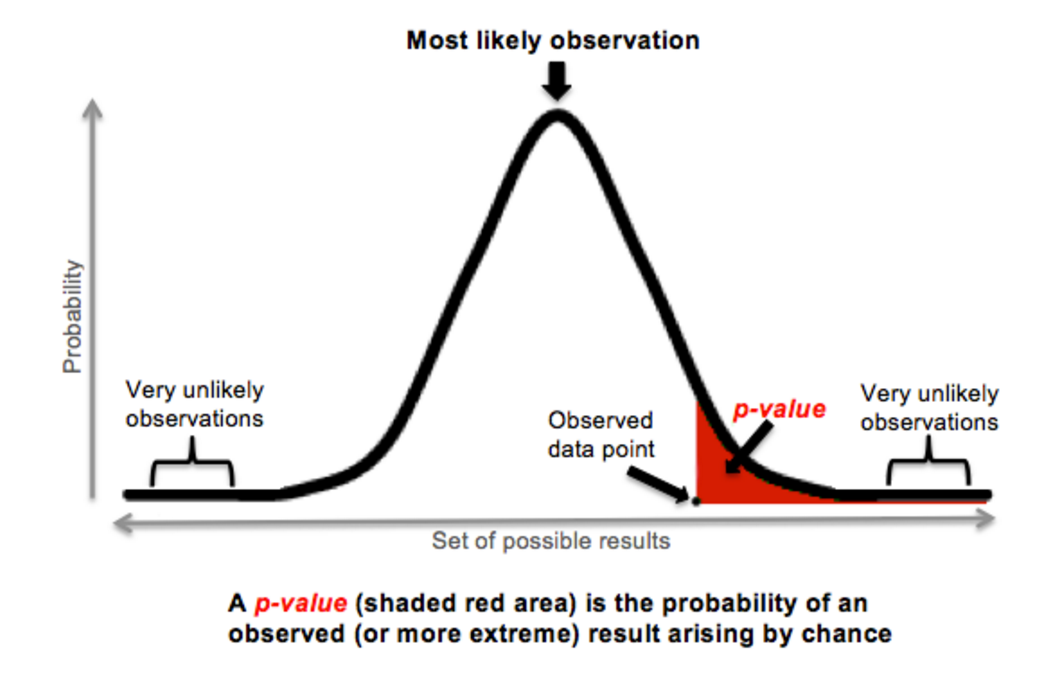 Most likely observation
Probability
Very unlikely
observations
Observed
data point
p-value
Very unlikely
observations
Set of possible results
A p-value (shaded red area) is the probability of an
observed (or more extreme) result arising by chance